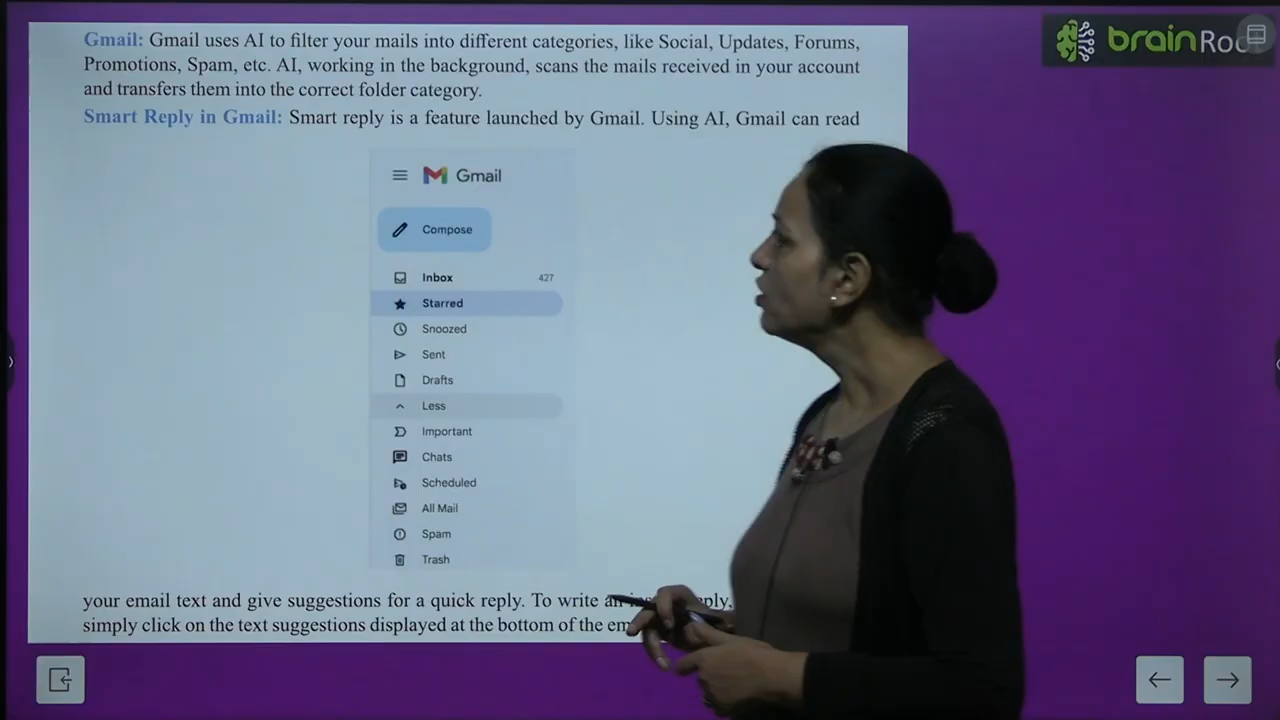 Gmail: Gmail uses AI to filter your mails into different categories, like Social, Updates, Forums,
Promotions, Spam, etc. AI, working in the background, scans the mails received in your account
and transfers them into the correct folder category.
Smart Reply in Gmail: Smart reply is a feature launched by Gmail. Using AI, Gmail can read
Gmail
Compose
Inbox 427
Starred
Snoozed
Sent
Drafts
Less
Important
Chats
Scheduled
All Mail
Spam
Trash
your email text and give suggestions for a quick reply. To write an
simply click on the text suggestions displayed at the bottom of the
brain